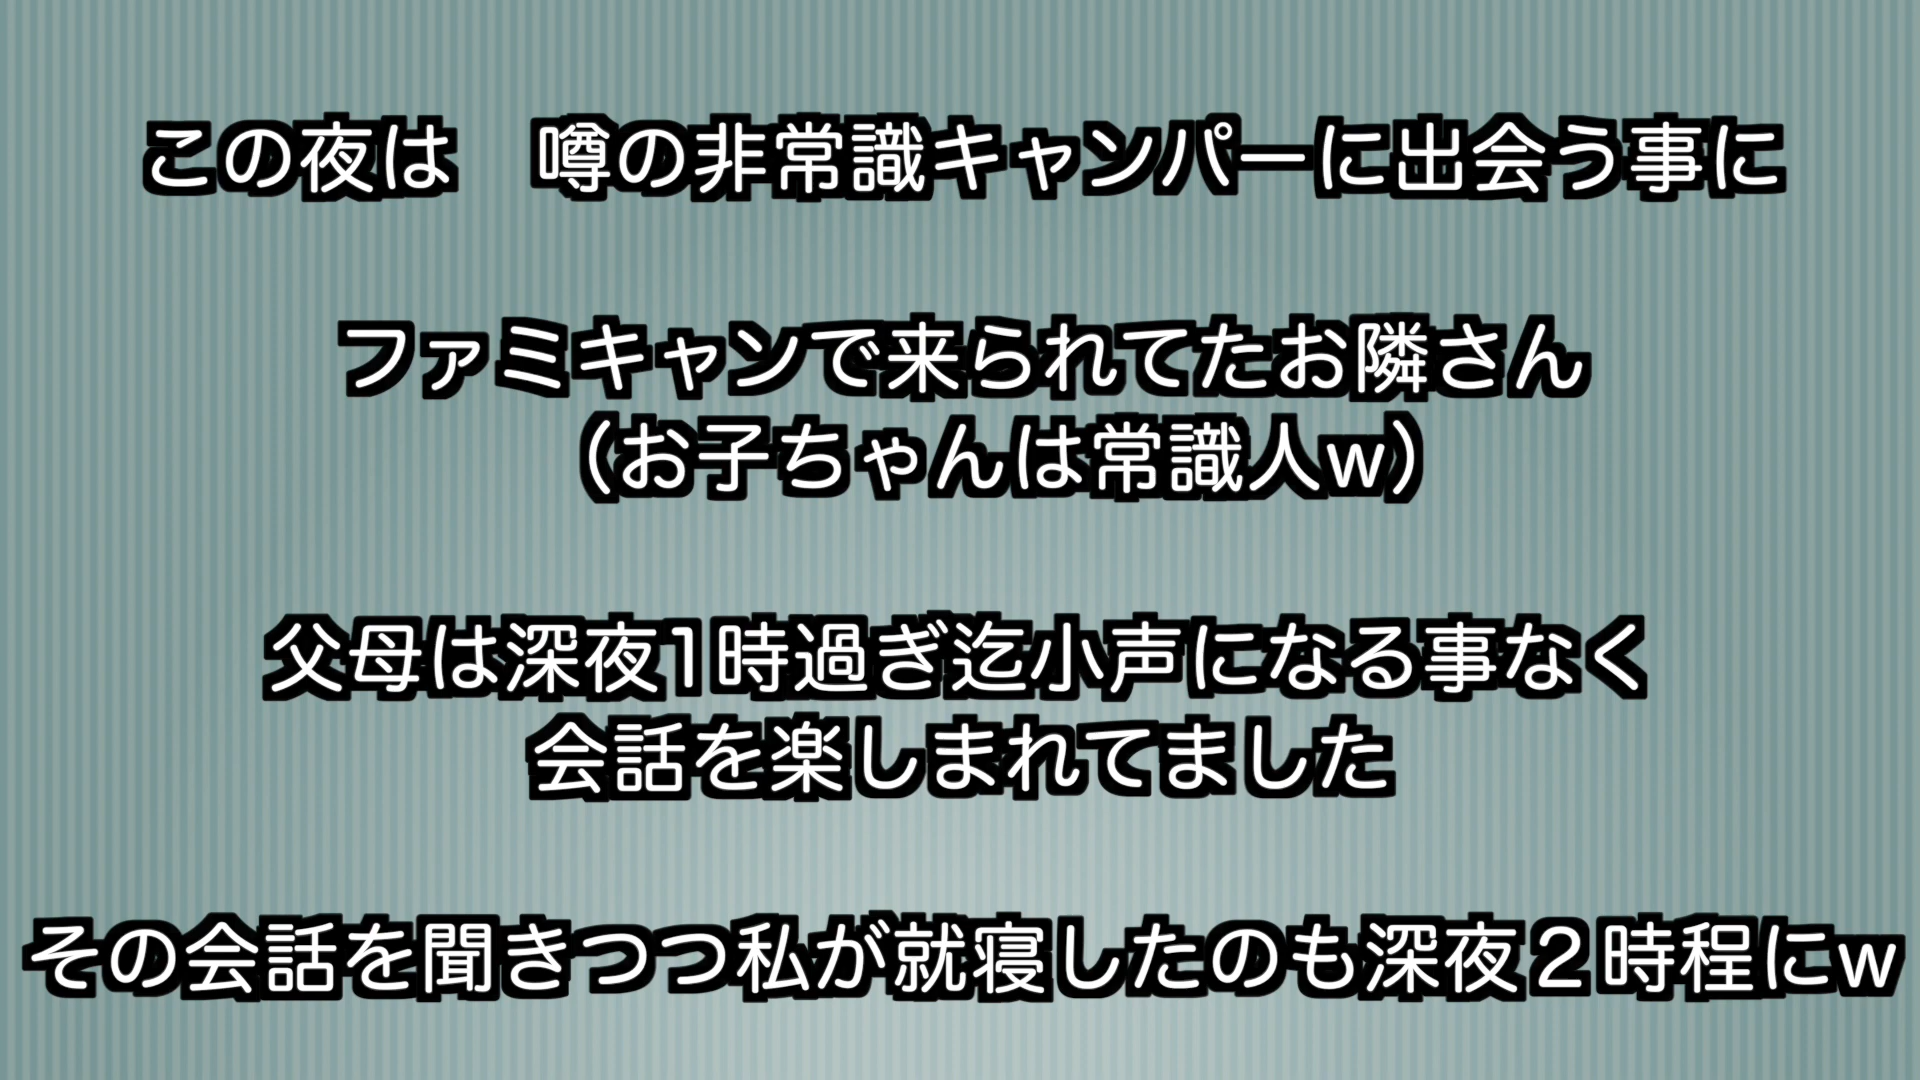 この夜は　噂の非常識キャンパーに出会う事に
ファミキャンで来られてたお隣さん
（お子ちゃんは常識人w）
父母は深夜1時過ぎ迄小声になる事なく
会話を楽しまれてました
その会話を聞きつつ私が就寝したのも深夜２時程にw